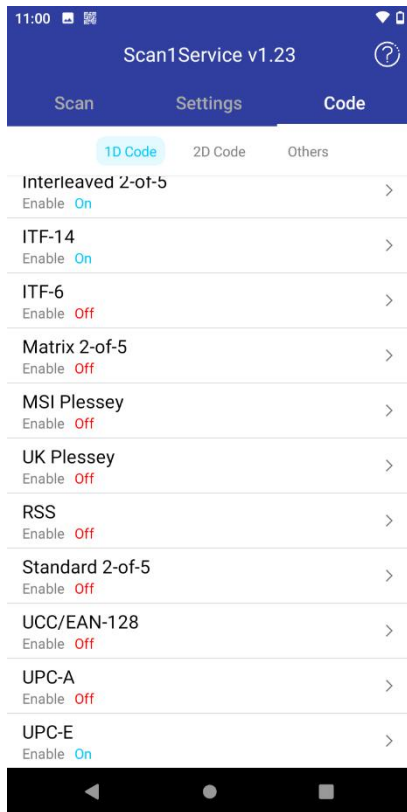 11:00
Scan1Service v1.23
Scan Settings Code
1D Code 2D Code Others
Interleaved 2-of-5
Enable On
ITF-14
Enable On
ITF-6
Enable Off
Matrix 2-of-5
Enable Off
MSI Plessey
Enable Off
UK Plessey
Enable Off
RSS
Enable Off
Standard 2-of-5
Enable Off
UCC/EAN-128
Enable Off
UPC-A
Enable Off
UPC-E
Enable On